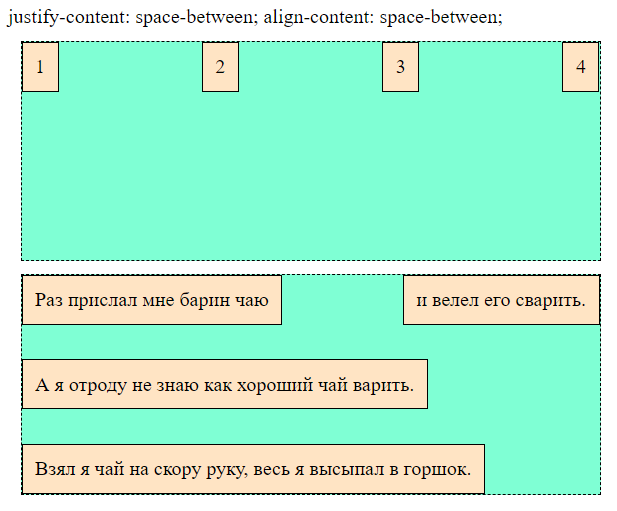 justify-content: space-between; align-content: space-between;
1 2 3 4
Раз прислал мне барин чаю и велел его сварить.
А я отроду не знаю как хороший чай варить.
Взял я чай на скору руку, весь я высыпал в горшок.